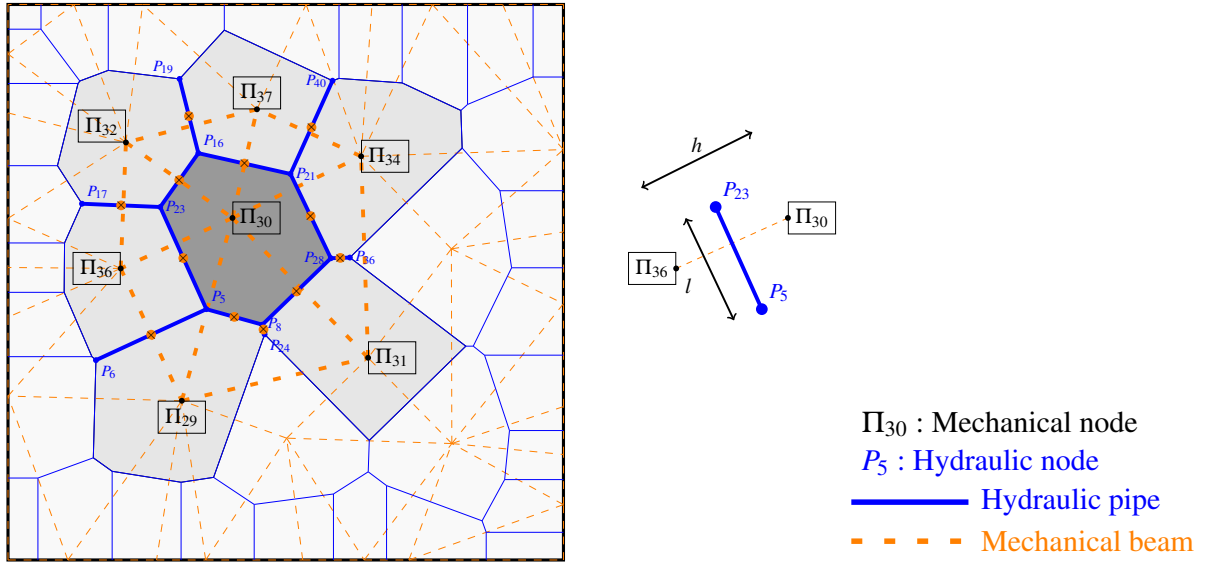 P19
P40
Π37
Π32
P16
Π34
P21
P17
P23
Π30
P28
P36
Π36
P5
P8
P24
Π31
P6
Π29
h
P23
Π30
Π36
l
P5
Π30 : Mechanical node
P5 : Hydraulic node
Hydraulic pipe
Mechanical beam